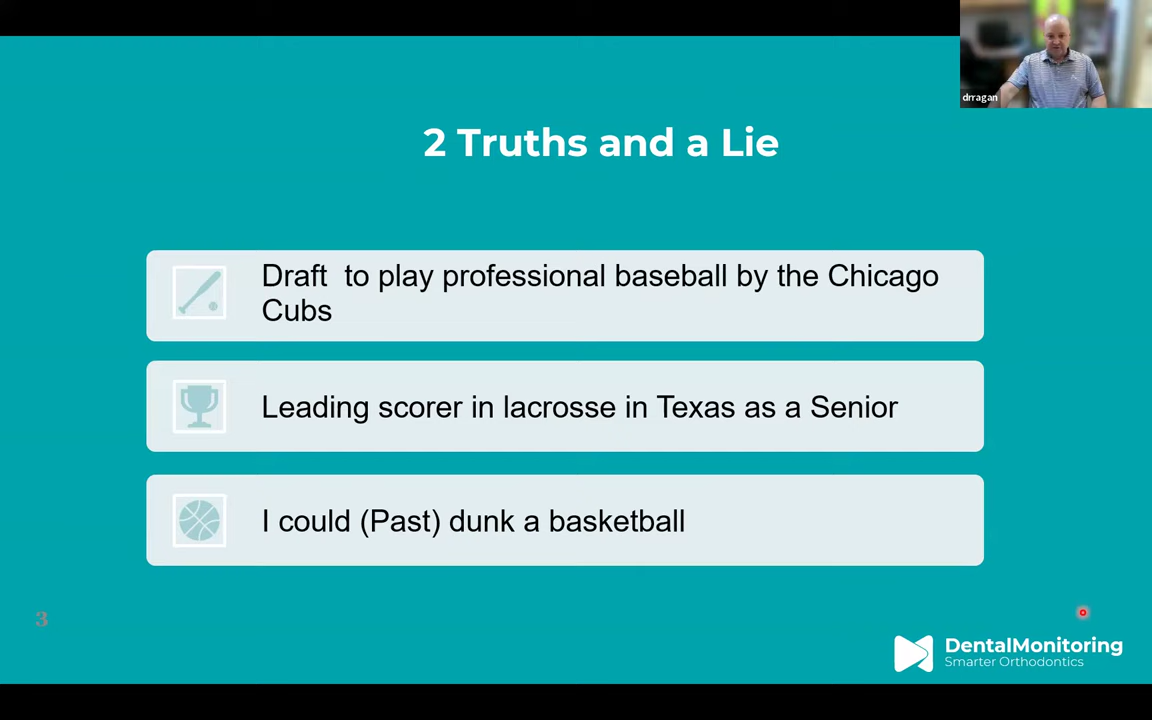 drragan
2 Truths and a Lie
Draft  to play professional baseball by the Chicago
Cubs
Leading scorer in lacrosse in Texas as a Senior
I could (Past) dunk a basketball
3
DentalMonitoring
Smarter Orthodontics